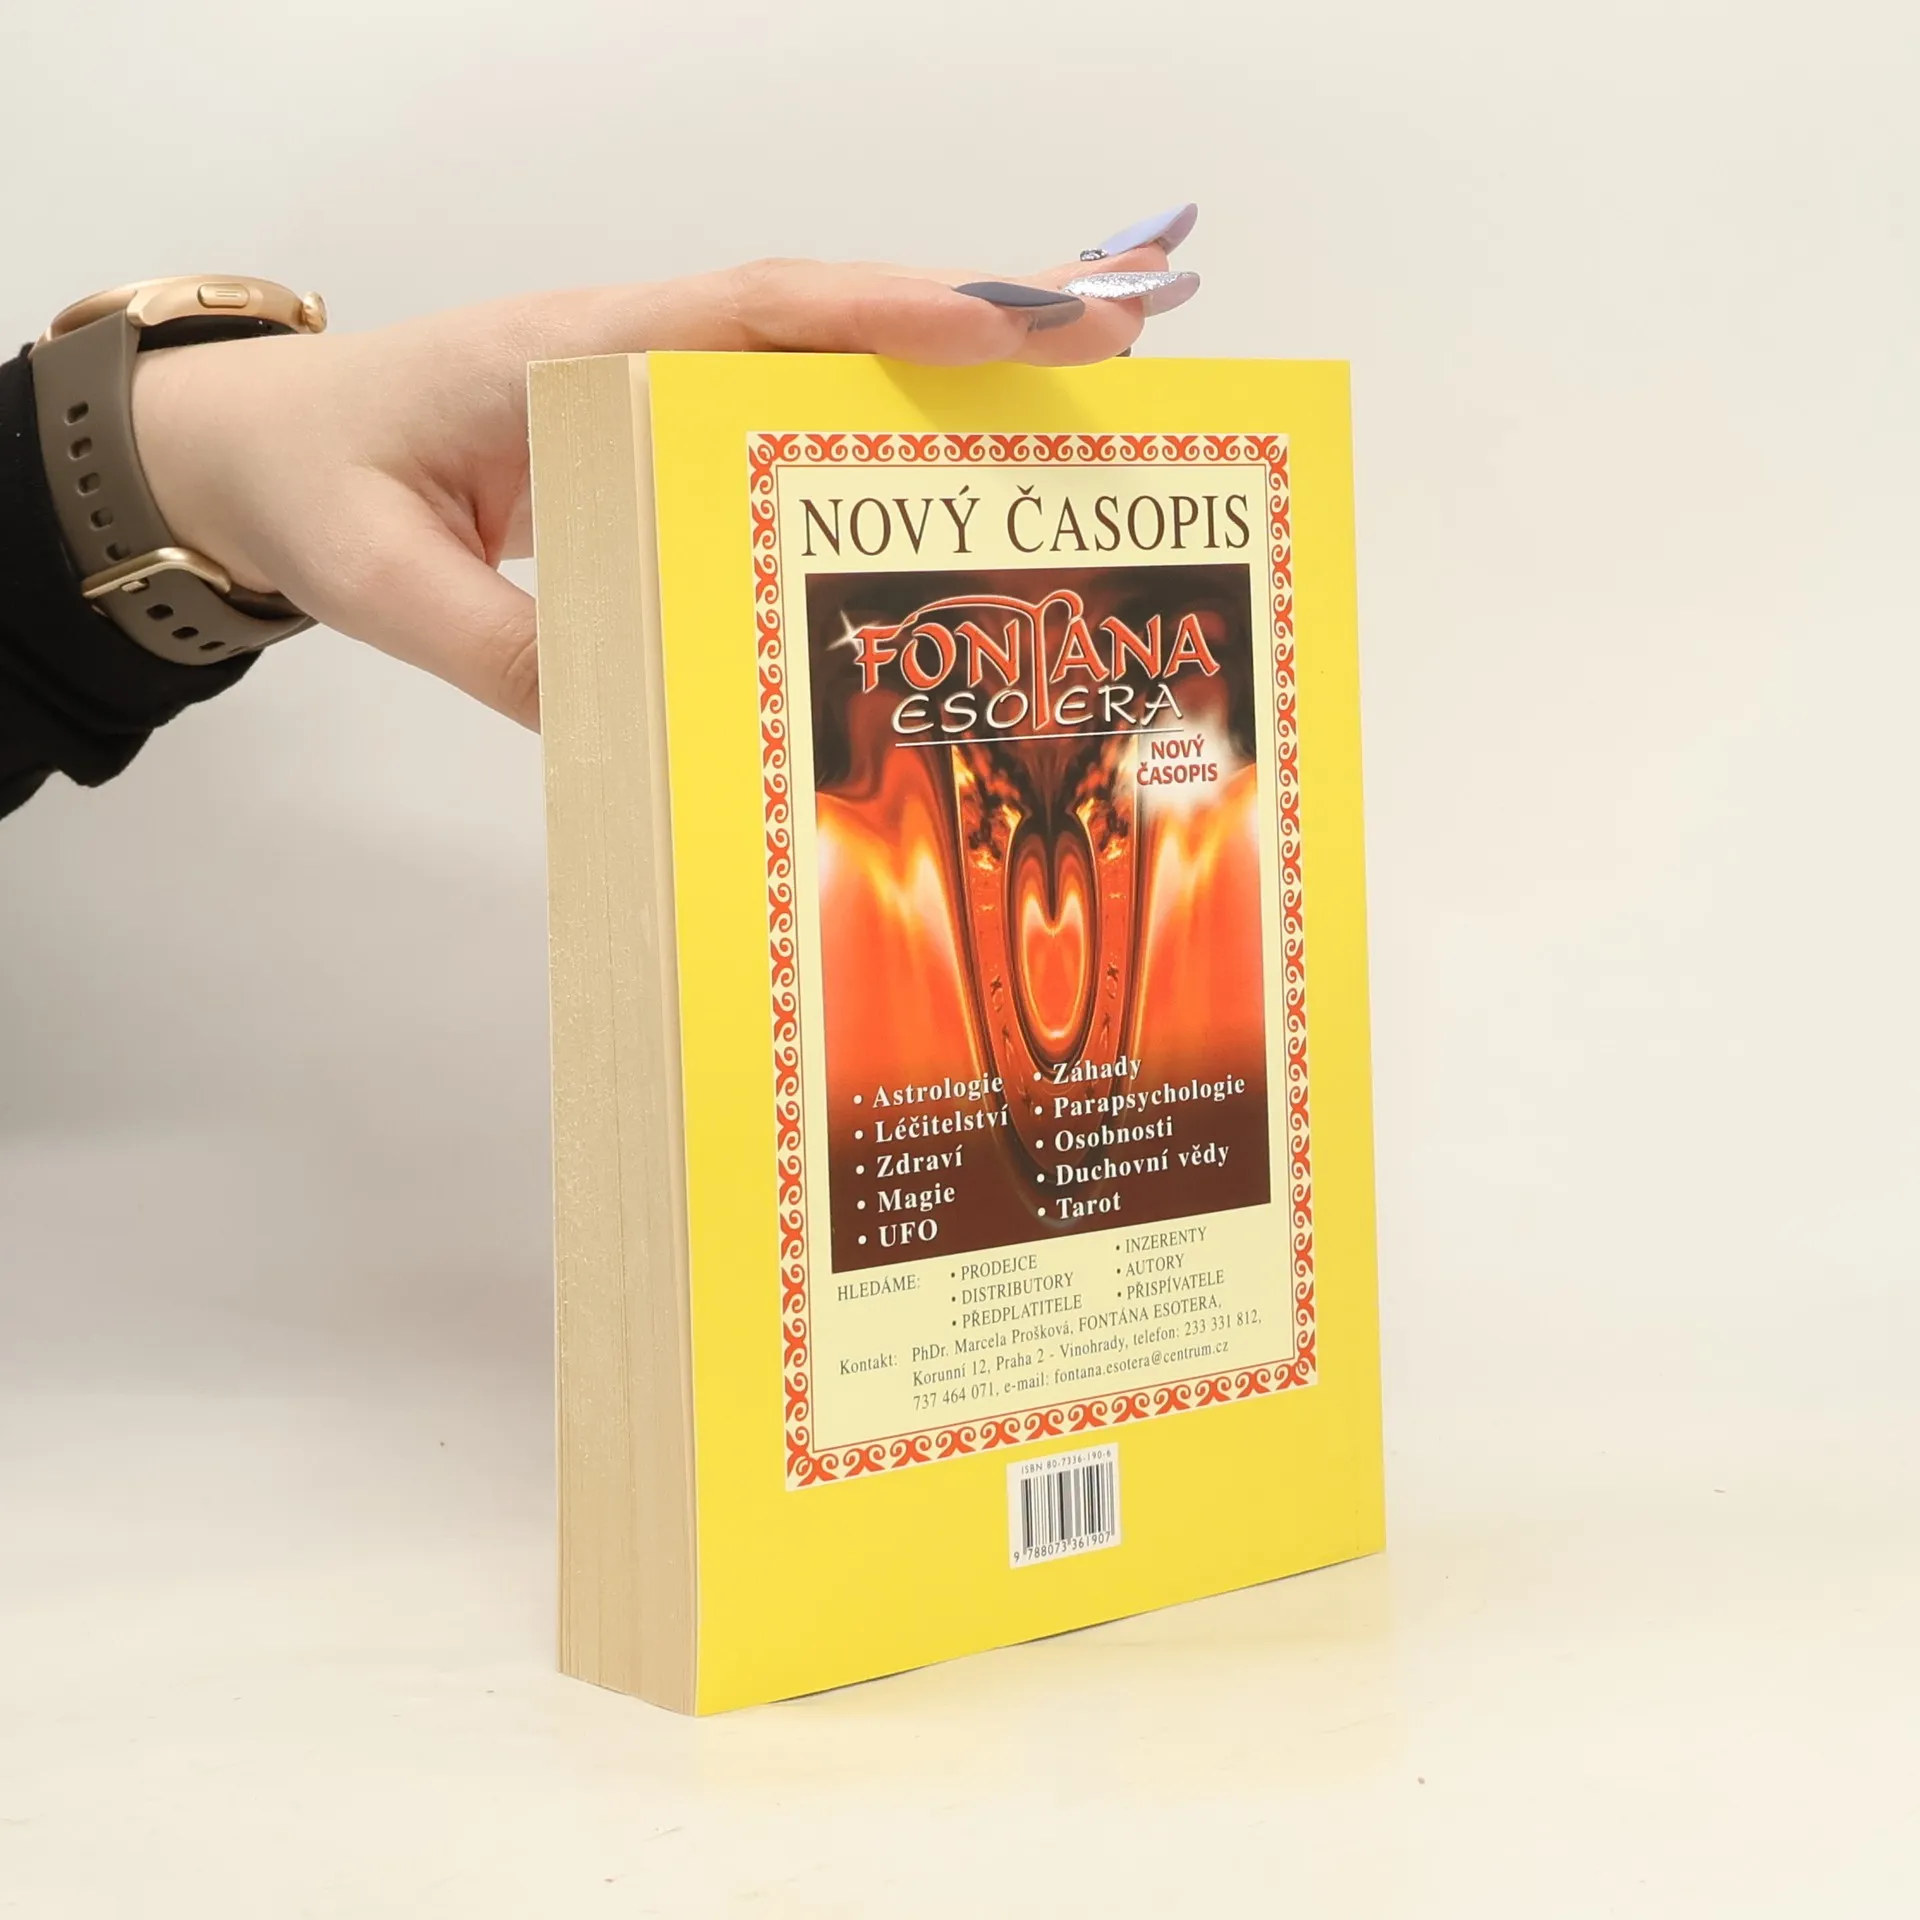 NOVÝ ČASOPIS
FONTÁNA
ESOTERA
NOVÝ
ČASOPIS
• Astrologie
• Léčitelství
• Zdraví
• Magie
• UFO
• Záhady
• Parapsychologie
• Osobnosti
• Duchovní vědy
• Tarot
HLEDÁME:
• PRODEJCE
• DISTRIBUTORY
• PŘEDPLATITELE
• INZERENTY
• AUTORY
• PŘISPÍVATELE
Kontakt: PhDr. Marcela Prošková, FONTÁNA ESOTERA,
Korunní 12, Praha 2 - Vinohrady, telefon: 233 331 812,
737 464 071, e-mail: fontana.esotera@centrum.cz
ISBN 80-7336-190-6
9 788073 361907